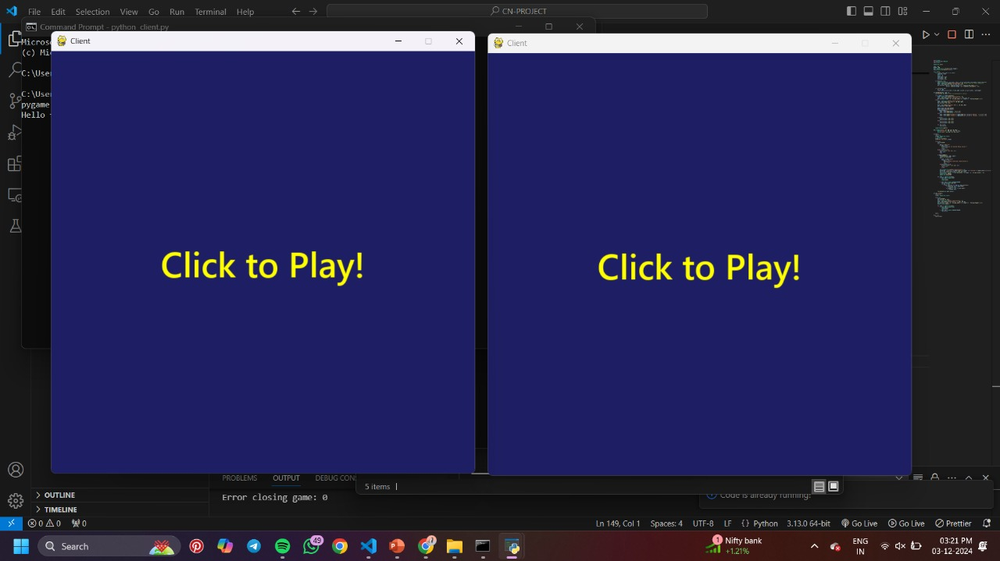 File Edit Selection View Go Run Terminal Help
CN-PROJECT
Command Prompt - python client.py
Client
Client
(c) Mic
C:\User
C:\User
pygame
Hello
Click to Play!
Click to Play!
PROBLEMS OUTPUT DEBUG CON
5 items
Error closing game: 0
Code is already running!
OUTLINE
TIMELINE
0 0 0
Ln 149, Col 1 Spaces: 4 UTF-8 LF {} Python 3.13.0 64-bit Go Live Go Live Prettier
Search
49
1
Nifty bank
+1.21%
ENG
IN
03:21 PM
03-12-2024